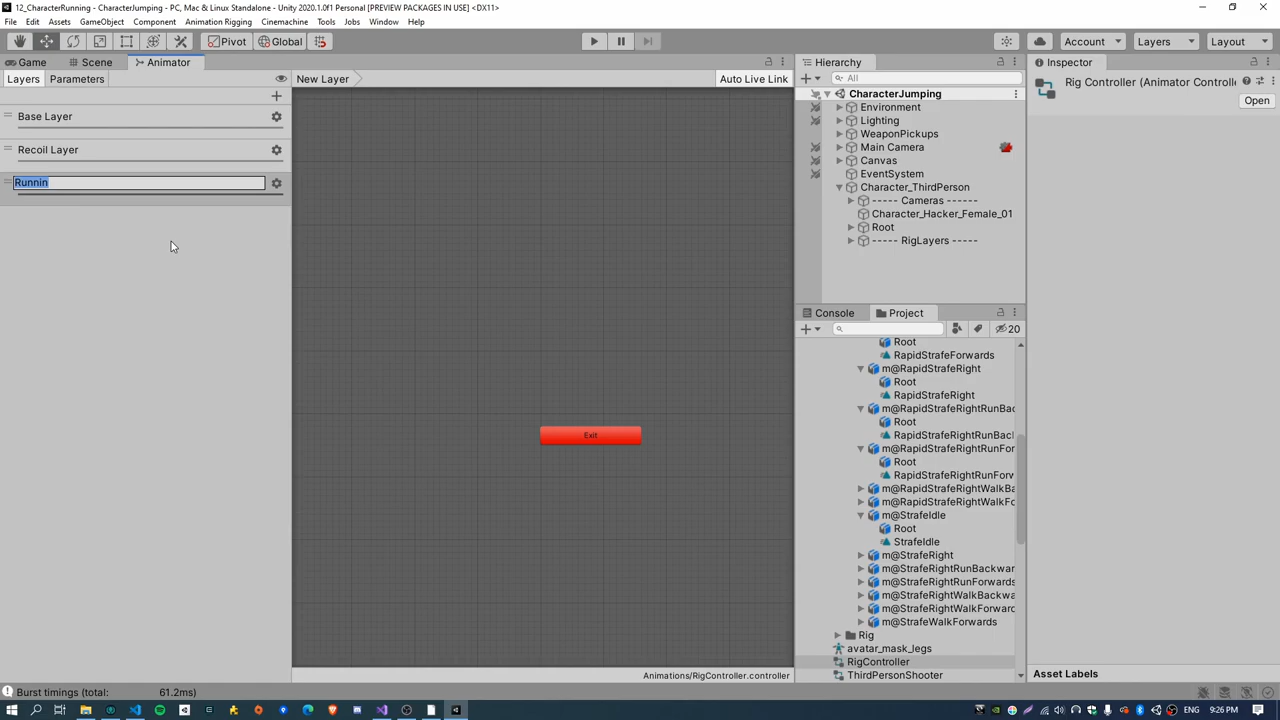 12_CharacterRunning - CharacterJumping - PC, Mac & Linux Standalone - Unity 2020.1.0f1 Personal [PREVIEW PACKAGES IN USE] <DX11>
File Edit Assets GameObject Component Animation Rigging Cinemachine Tools Jobs Window Help
Pivot Global Account Layers Layout
Game Scene Animator
Layers Parameters New Layer Auto Live Link
Base Layer
Recoil Layer
Runnin
Exit
Animations/RigController.controller
Hierarchy
All
CharacterJumping
Environment
Lighting
WeaponPickups
Main Camera
Canvas
EventSystem
Character_ThirdPerson
----- Cameras ------
Character_Hacker_Female_01
Root
----- RigLayers -----
Console Project
20
Root
RapidStrafeForwards
m@RapidStrafeRight
Root
RapidStrafeRight
m@RapidStrafeRightRunBac
Root
RapidStrafeRightRunBacl
m@RapidStrafeRightRunFor
Root
RapidStrafeRightRunForw
m@RapidStrafeRightWalkBa
m@RapidStrafeRightWalkFo
m@StrafeIdle
Root
StrafeIdle
m@StrafeRight
m@StrafeRightRunBackwar
m@StrafeRightRunForwards
m@StrafeRightWalkBackwa
m@StrafeRightWalkForward
m@StrafeWalkForwards
Rig
avatar_mask_legs
RigController
ThirdPersonShooter
Inspector
Rig Controller (Animator Controlle
Open
Asset Labels
Burst timings (total: 61.2ms)
ENG 9:26 PM